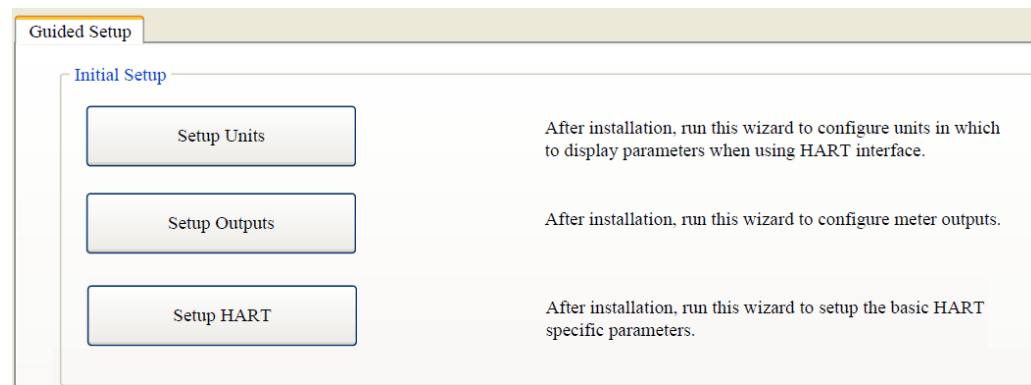 Guided Setup
Initial Setup
Setup Units
After installation, run this wizard to configure units in which
to display parameters when using HART interface.
Setup Outputs
After installation, run this wizard to configure meter outputs.
Setup HART
After installation, run this wizard to setup the basic HART
specific parameters.